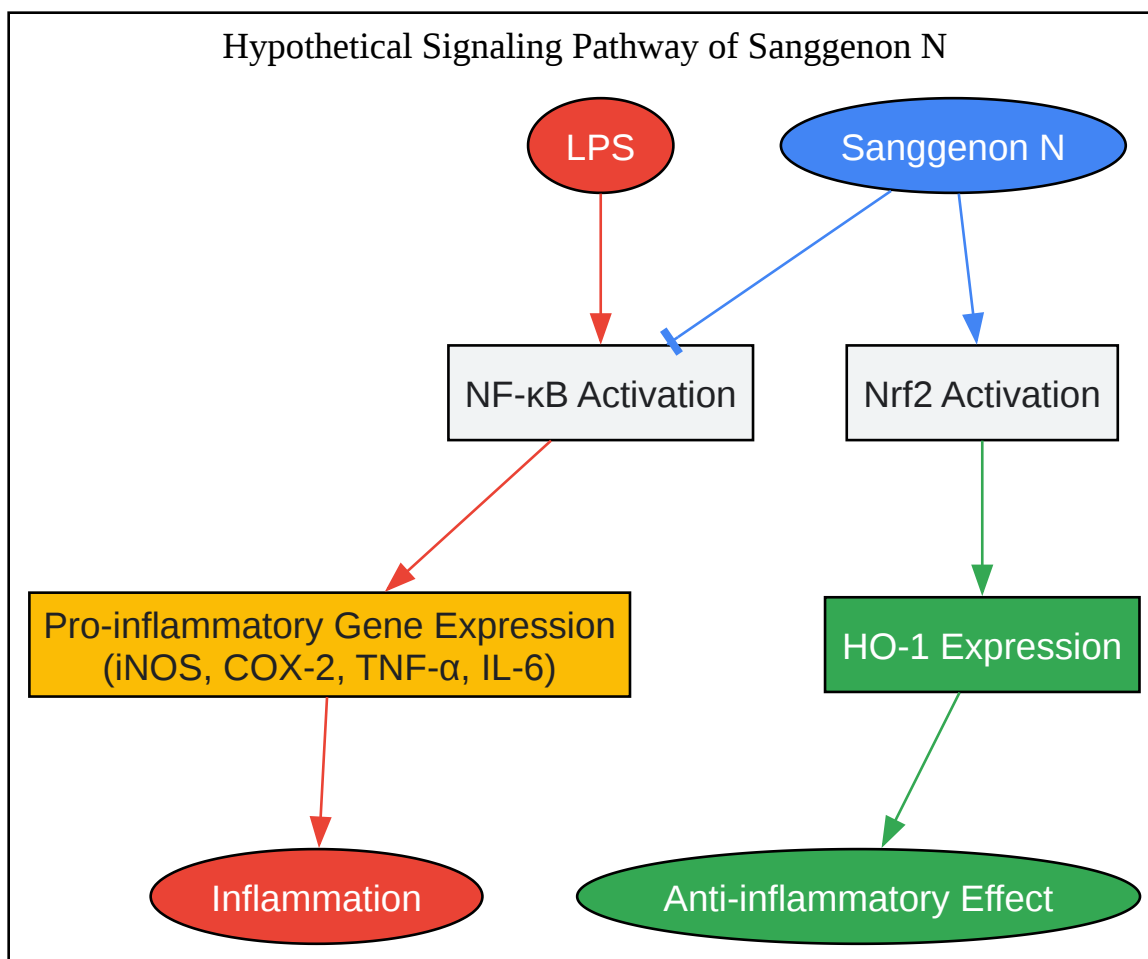 Hypothetical Signaling Pathway of Sanggenon N
LPS
Sanggenon N
NF-κB Activation
Nrf2 Activation
Pro-inflammatory Gene Expression
(iNOS, COX-2, TNF-α, IL-6)
HO-1 Expression
Inflammation
Anti-inflammatory Effect